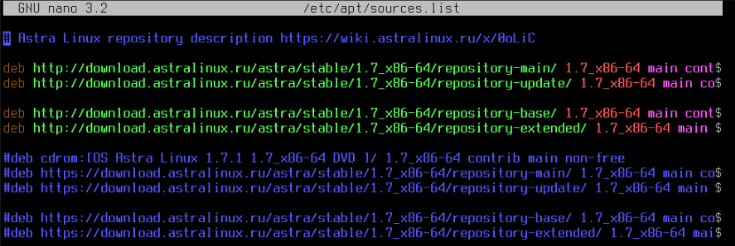 GNU nano 3.2 /etc/apt/sources.list
# Astra Linux repository description https://wiki.astralinux.ru/x/0oLiC
deb http://download.astralinux.ru/astra/stable/1.7_x86-64/repository-main/ 1.7_x86-64 main cont$
deb http://download.astralinux.ru/astra/stable/1.7_x86-64/repository-update/ 1.7_x86-64 main co$
deb http://download.astralinux.ru/astra/stable/1.7_x86-64/repository-base/ 1.7_x86-64 main cont$
deb http://download.astralinux.ru/astra/stable/1.7_x86-64/repository-extended/ 1.7_x86-64 main $
#deb cdrom:[OS Astra Linux 1.7.1 1.7_x86-64 DVD ]/ 1.7_x86-64 contrib main non-free
#deb https://download.astralinux.ru/astra/stable/1.7_x86-64/repository-main/ 1.7_x86-64 main co$
#deb https://download.astralinux.ru/astra/stable/1.7_x86-64/repository-update/ 1.7_x86-64 main $
#deb https://download.astralinux.ru/astra/stable/1.7_x86-64/repository-base/ 1.7_x86-64 main co$
#deb https://download.astralinux.ru/astra/stable/1.7_x86-64/repository-extended/ 1.7_x86-64 mai$